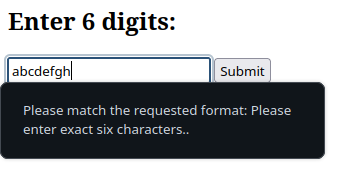 Enter 6 digits:
abcdefgh Submit
Please match the requested format: Please
enter exact six characters..